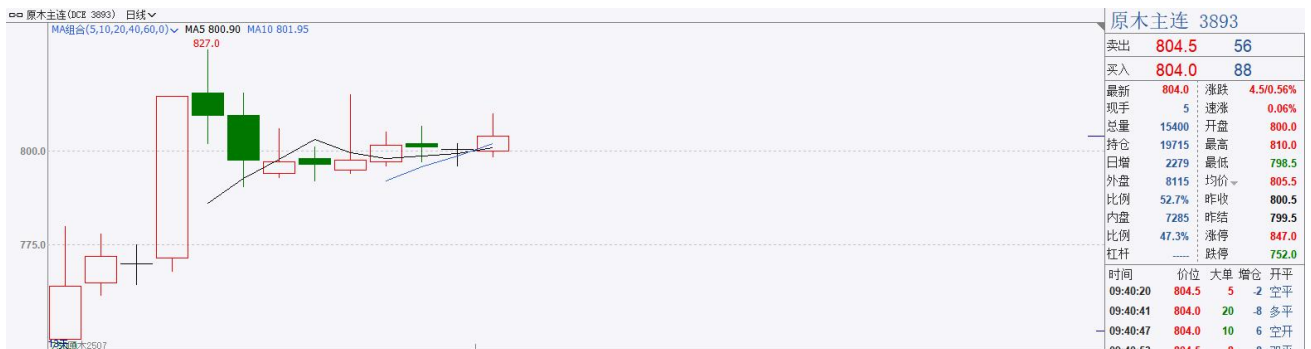 原木主连(DCE 3893) 日线
MA组合(5,10,20,40,60,0) MA5 800.90 MA10 801.95
827.0
800.0
775.0
原木主连 3893
卖出 804.5 56
买入 804.0 88
最新 804.0 涨跌 4.5/0.56%
现手 5 速涨 0.06%
总量 15400 开盘 800.0
持仓 19715 最高 810.0
日增 2279 最低 798.5
外盘 8115 均价 805.5
比例 52.7% 昨收 800.5
内盘 7285 昨结 799.5
比例 47.3% 涨停 847.0
杠杆 ----- 跌停 752.0
时间 价位 大单 增仓 开平
09:40:20 804.5 5 -2 空平
09:40:41 804.0 20 -8 多平
09:40:47 804.0 10 6 空开